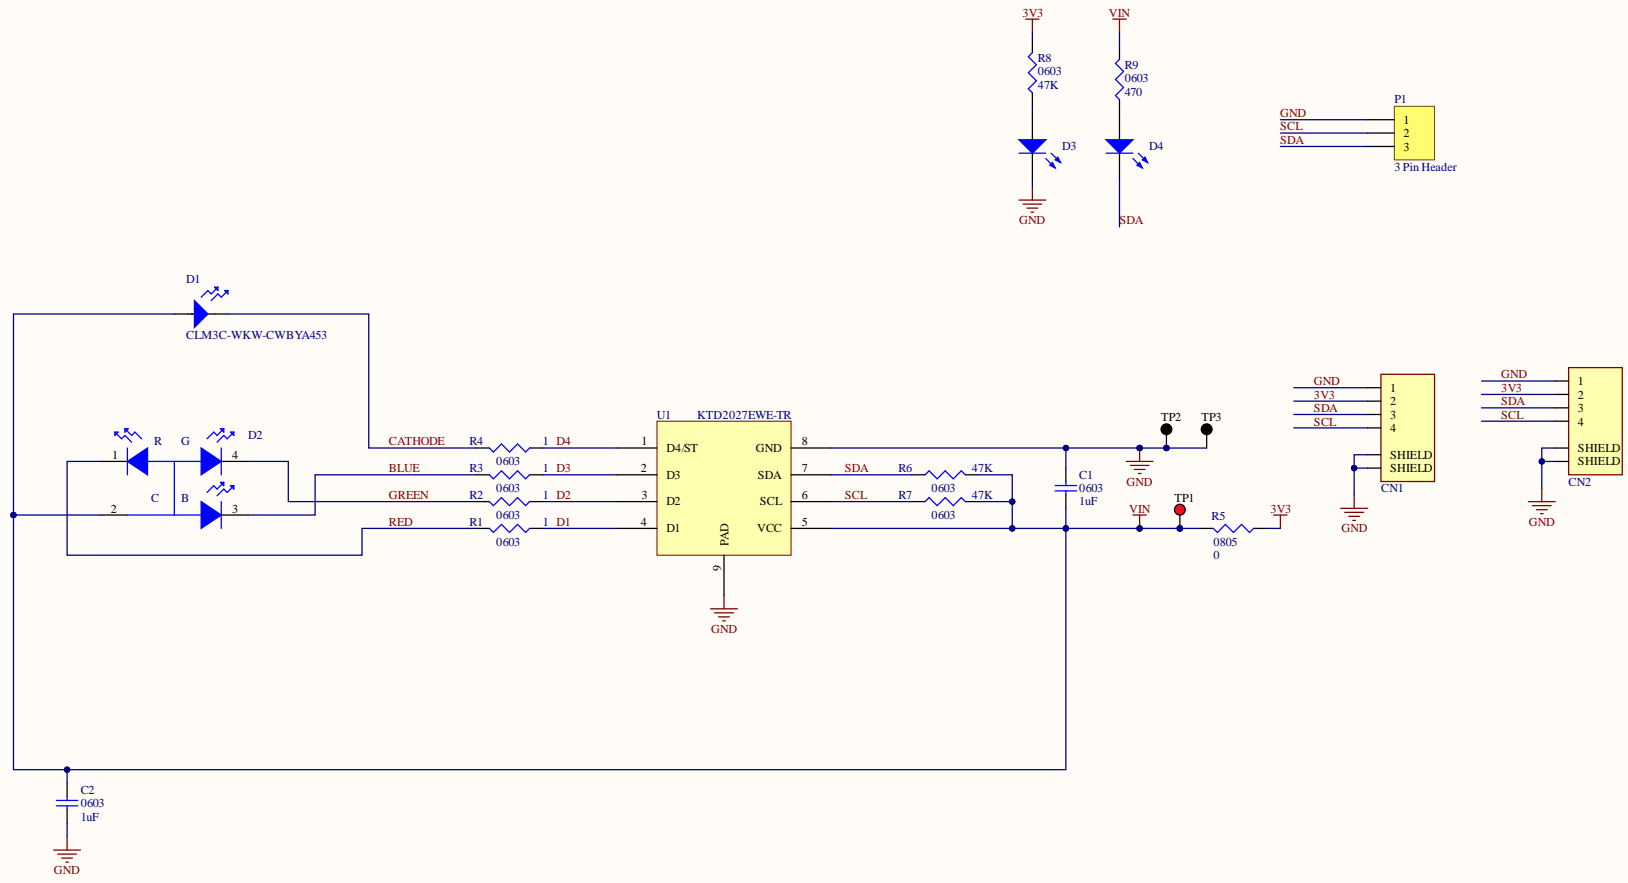 3V3
VIN
R8
0603
47K
R9
0603
470
D3
D4
GND
SDA
P1
GND
SCL
SDA
1
2
3
3 Pin Header
D1
CLM3C-WKW-CWBYA453
R
G
D2
1
4
C
B
2
3
CATHODE
R4
0603
1
D4
BLUE
R3
0603
1
D3
GREEN
R2
0603
1
D2
RED
R1
0603
1
D1
U1
KTD2027EWE-TR
1
D4/ST
GND
8
2
D3
SDA
7
3
D2
SCL
6
4
D1
VCC
5
PAD
9
GND
SDA
R6
47K
0603
SCL
R7
47K
0603
C1
0603
1uF
TP2
TP3
GND
VIN
TP1
R5
0805
0
3V3
GND
3V3
SDA
SCL
1
2
3
4
SHIELD
SHIELD
CN1
GND
GND
3V3
SDA
SCL
1
2
3
4
SHIELD
SHIELD
CN2
GND
C2
0603
1uF
GND